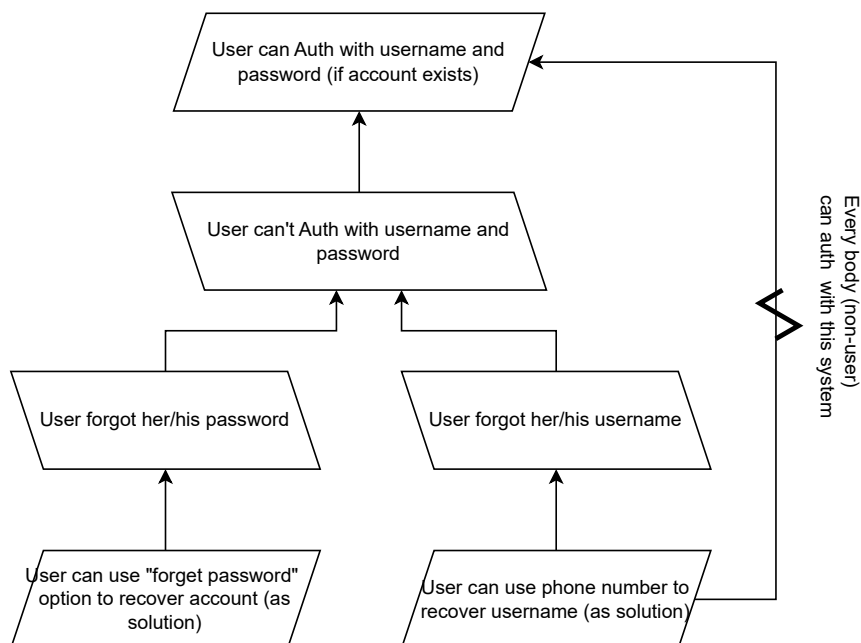 User can Auth with username and
password (if account exists)
User can't Auth with username and
password
Every body (non-user)
can auth  with this system
User forgot her/his password
User forgot her/his username
User can use "forget password"
option to recover account (as
solution)
User can use phone number to
recover username (as solution)